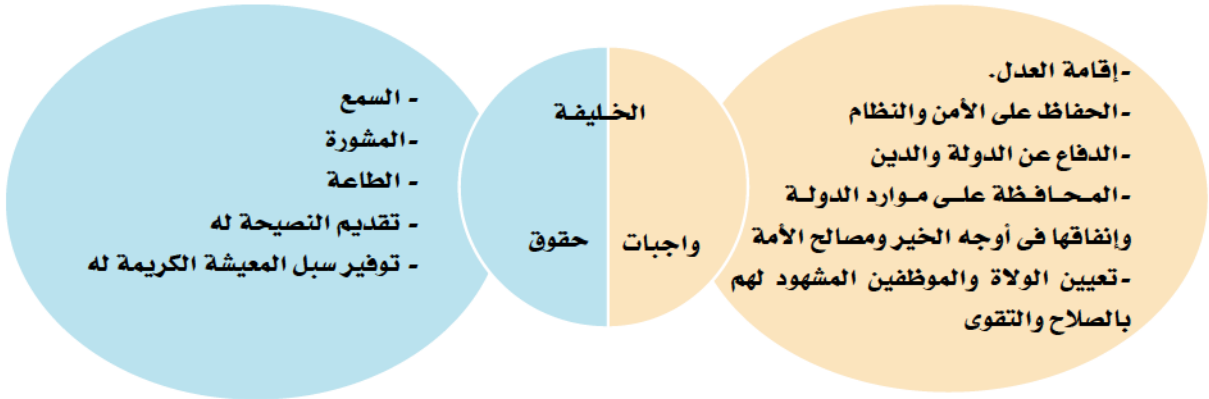 الخليفة
واجبات
حقوق
-إقامة العدل.
-الحفاظ على الأمن والنظام
-الدفاع عن الدولة والدين
-المحافظة على موارد الدولة
وإنفاقها فى أوجه الخير ومصالح الأمة
-تعيين الولاة والموظفين المشهود لهم
بالصلاح والتقوى
- السمع
-المشورة
- الطاعة
- تقديم النصيحة له
- توفير سبل المعيشة الكريمة له